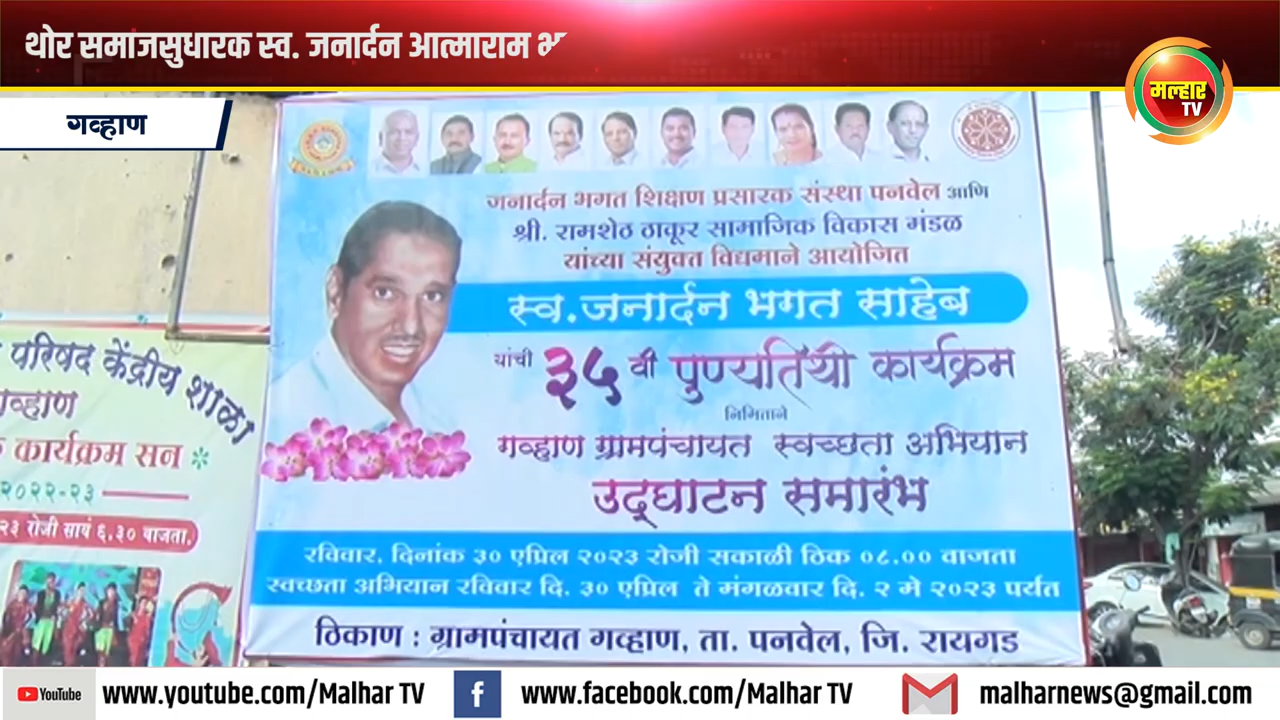 थोर समाजसुधारक स्व. जनार्दन आत्माराम
मल्हार
TV
गव्हाण
जनार्दन भगत शिक्षण प्रसारक संस्था पनवेल आणि
श्री. रामशेठ ठाकूर सामाजिक विकास मंडळ
यांच्या संयुक्त विद्यमाने आयोजित
स्व.जनार्दन भगत साहेब
यांची ३५ वी पुण्यतिथी कार्यक्रम
निमिताने
गव्हाण ग्रामपंचायत स्वच्छता अभियान
उद्घाटन समारंभ
रविवार, दिनांक ३० एप्रिल २०२३ रोजी सकाळी ठिक ०८.०० वाजता
स्वच्छता अभियान रविवार दि. ३० एप्रिल ते मंगळवार दि. २ मे २०२३ पर्यंत
ठिकाण : ग्रामपंचायत गव्हाण, ता. पनवेल, जि. रायगड
परिषद केंद्रीय शाळा
गव्हाण
कार्यक्रम सन
२०२२-२३
२३ रोजी सायं ६.३० वाजता.
YouTube www.youtube.com/Malhar TV www.facebook.com/Malhar TV malharnews@gmail.com